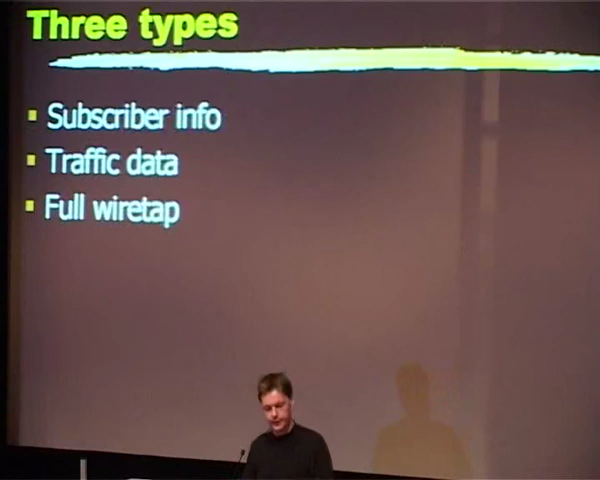 Three types
Subscriber info
Traffic data
Full wiretap